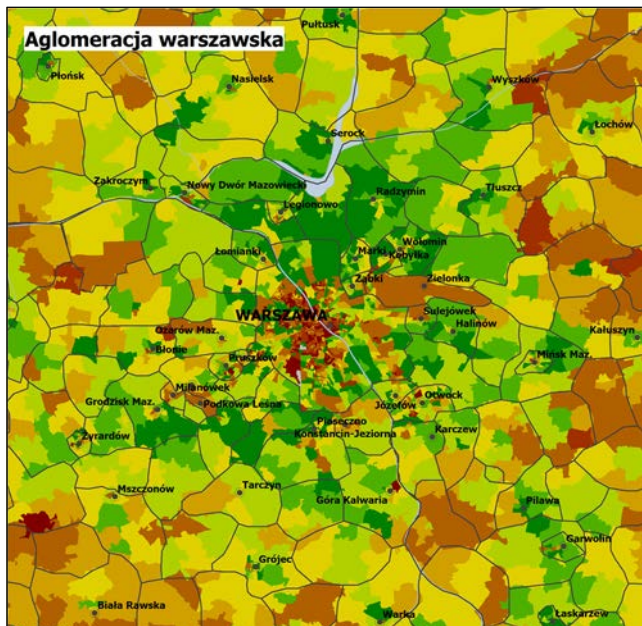 Pułtusk
Aglomeracja warszawska
Płońsk
Nasielsk
Wyszków
Łochów
Serock
Zakroczym
Nowy Dwór Mazowiecki
Radzymin
Tłuszcz
Legionowo
Łomianki
Marki
Wołomin
Kobyłka
Ząbki
Zielonka
WARSZAWA
Sulejówek
Halinów
Kałuszyn
Ożarów Maz.
Błonie
Pruszków
Mińsk Maz.
Milanówek
Grodzisk Maz.
Podkowa Leśna
Józefów
Otwock
Piaseczno
Konstancin-Jeziorna
Karczew
Żyrardów
Mszczonów
Tarczyn
Góra Kalwaria
Pilawa
Garwolin
Grójec
Biała Rawska
Warka
Łaskarzew